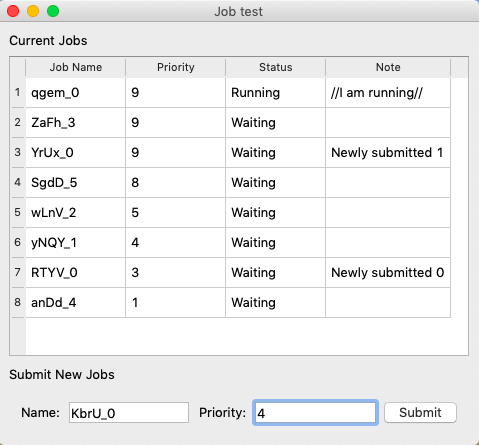 Job test
Current Jobs
Job Name Priority Status Note
1 qgem_0 9 Running //I am running//
2 ZaFh_3 9 Waiting
3 YrUx_0 9 Waiting Newly submitted 1
4 SgdD_5 8 Waiting
5 wLnV_2 5 Waiting
6 yNQY_1 4 Waiting
7 RTYV_0 3 Waiting Newly submitted 0
8 anDd_4 1 Waiting
Submit New Jobs
Name: KbrU_0 Priority: 4 Submit